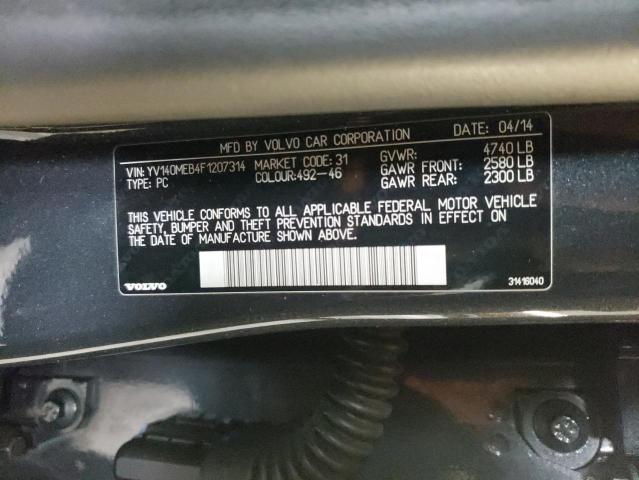 MFD BY VOLVO CAR CORPORATION DATE: 04/14
VIN: YV140MEB4F1207314 MARKET CODE: 31 GVWR: 4740 LB
TYPE: PC COLOUR:492-46 GAWR FRONT: 2580 LB
GAWR REAR: 2300 LB
THIS VEHICLE CONFORMS TO ALL APPLICABLE FEDERAL MOTOR VEHICLE
SAFETY, BUMPER AND THEFT PREVENTION STANDARDS IN EFFECT ON
THE DATE OF MANUFACTURE SHOWN ABOVE.
VOLVO 31416040